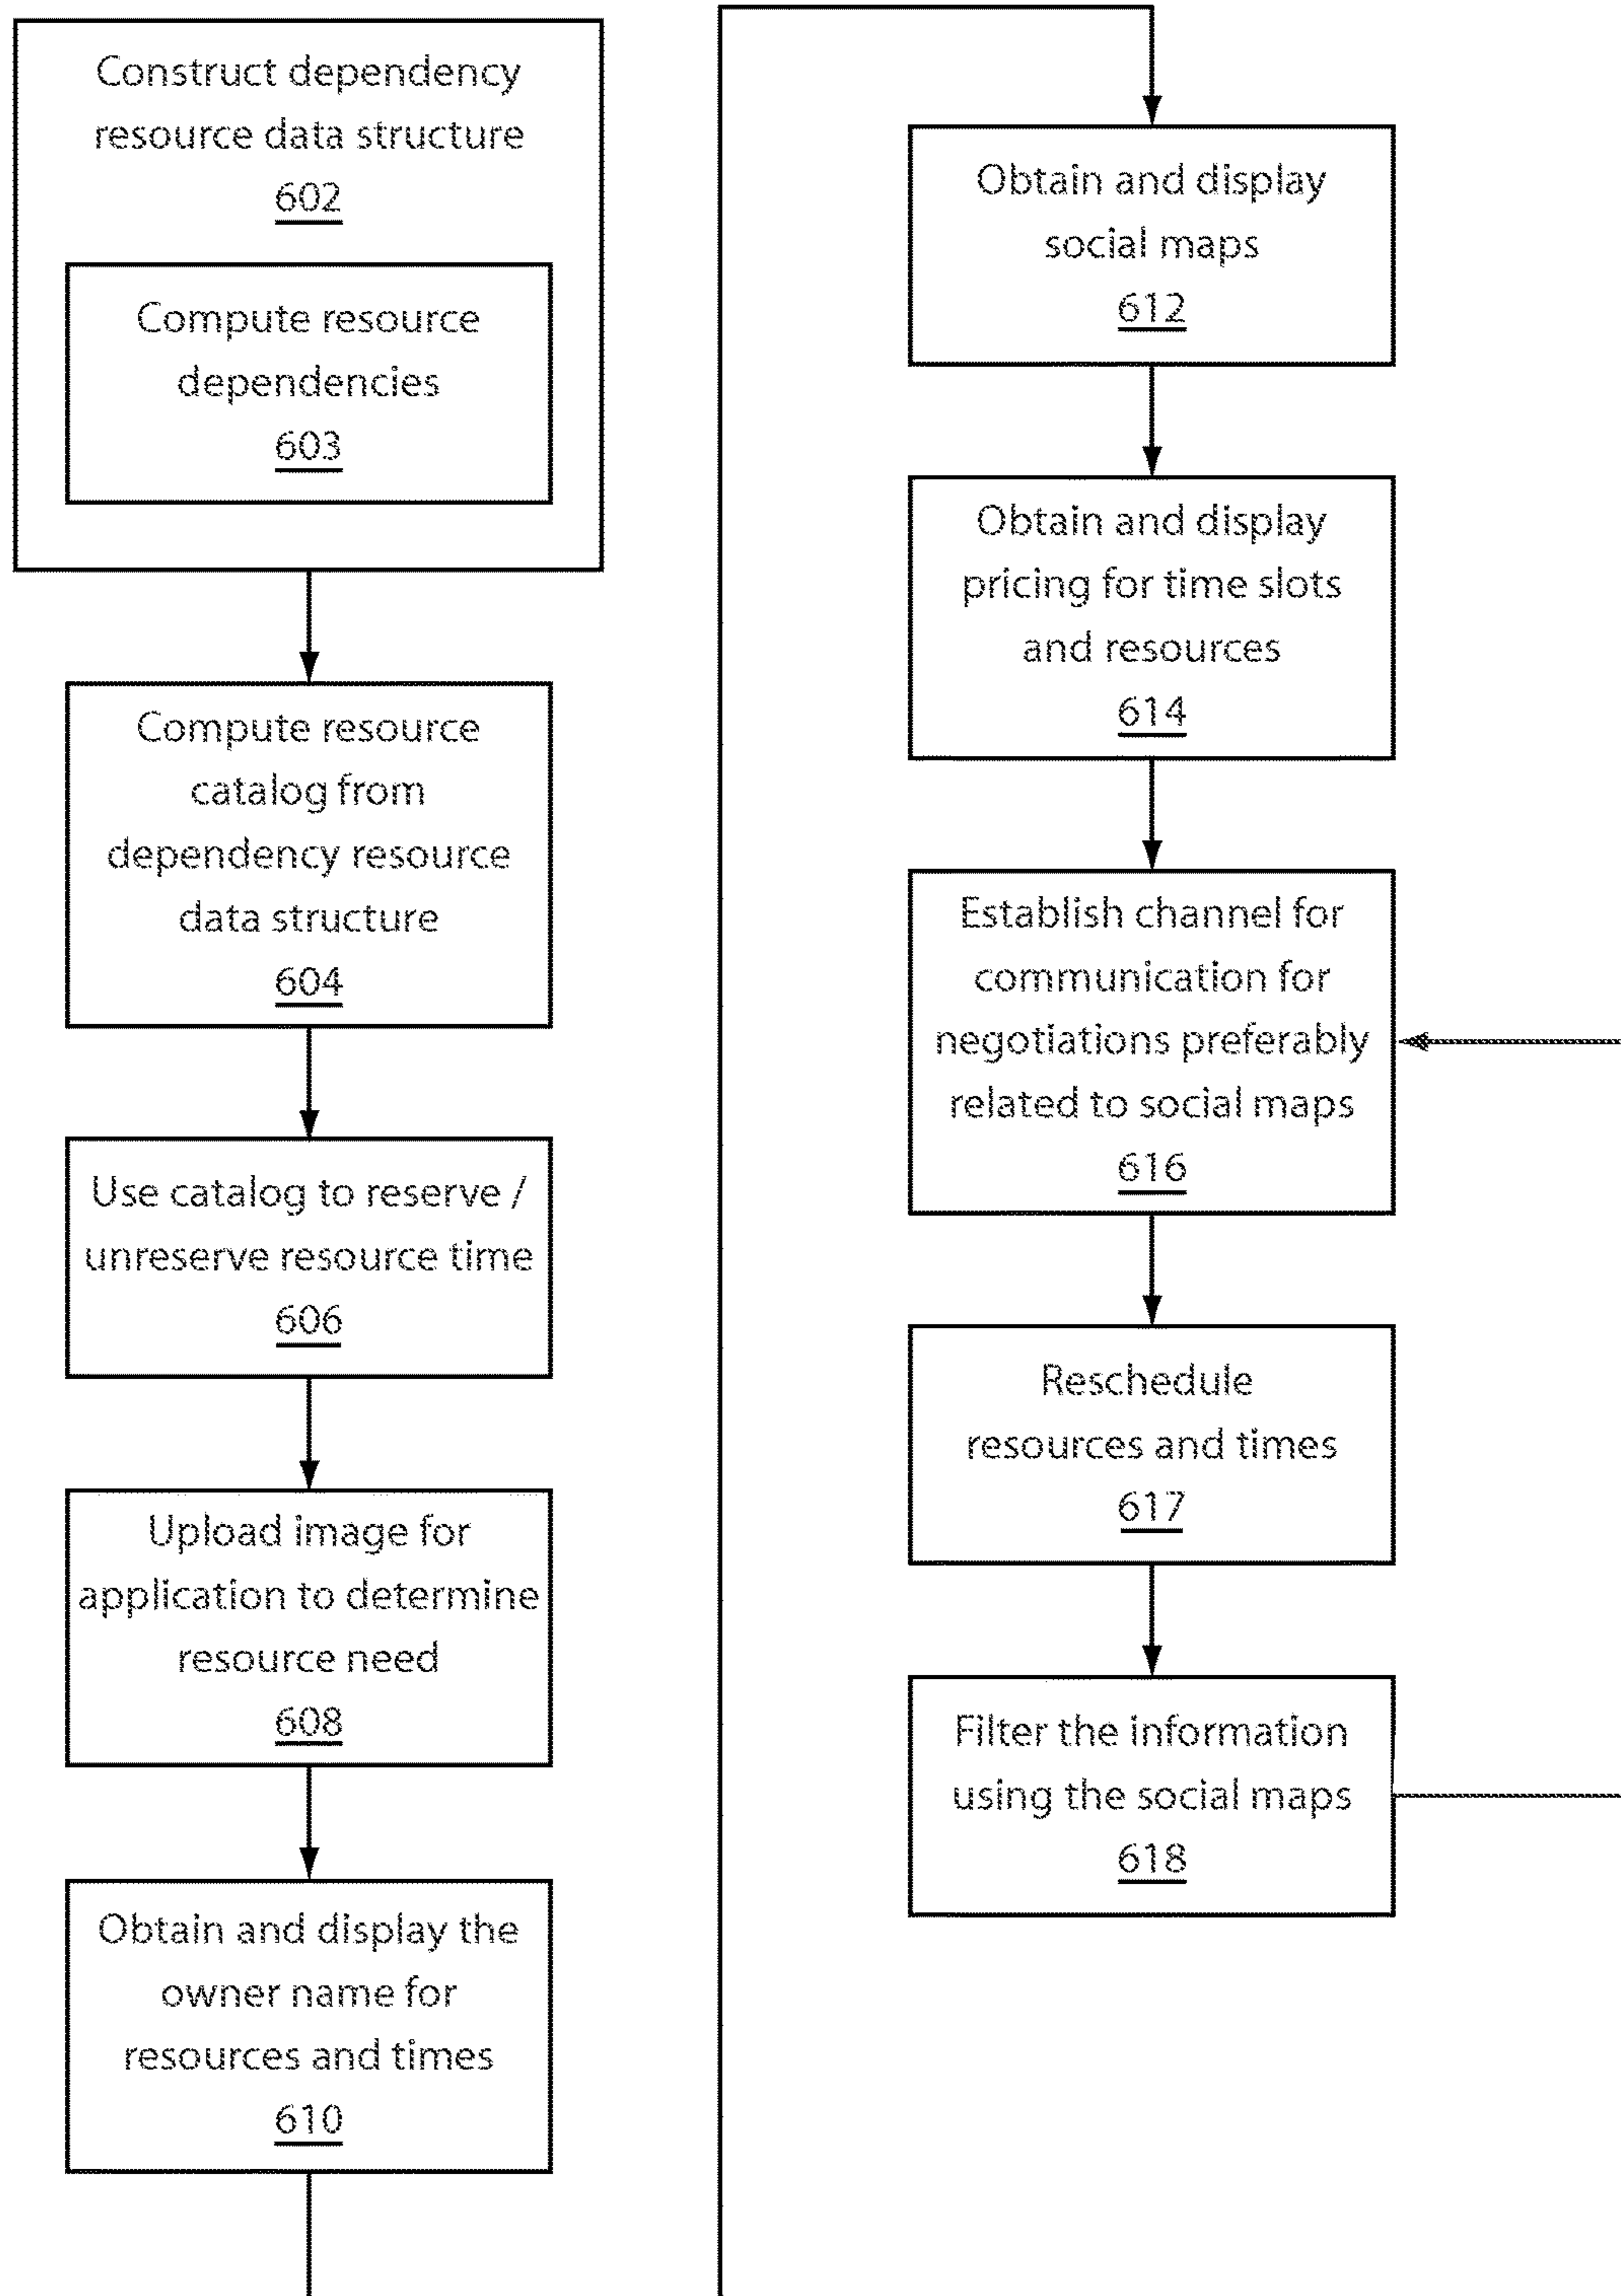 Construct dependency
resource data structure
602
Compute resource
dependencies
603
Compute resource
catalog from
dependency resource
data structure
604
Use catalog to reserve /
unreserve resource time
606
Upload image for
application to determine
resource need
608
Obtain and display the
owner name for
resources and times
610
Obtain and display
social maps
612
Obtain and display
pricing for time slots
and resources
614
Establish channel for
communication for
negotiations preferably
related to social maps
616
Reschedule
resources and times
617
Filter the information
using the social maps
618